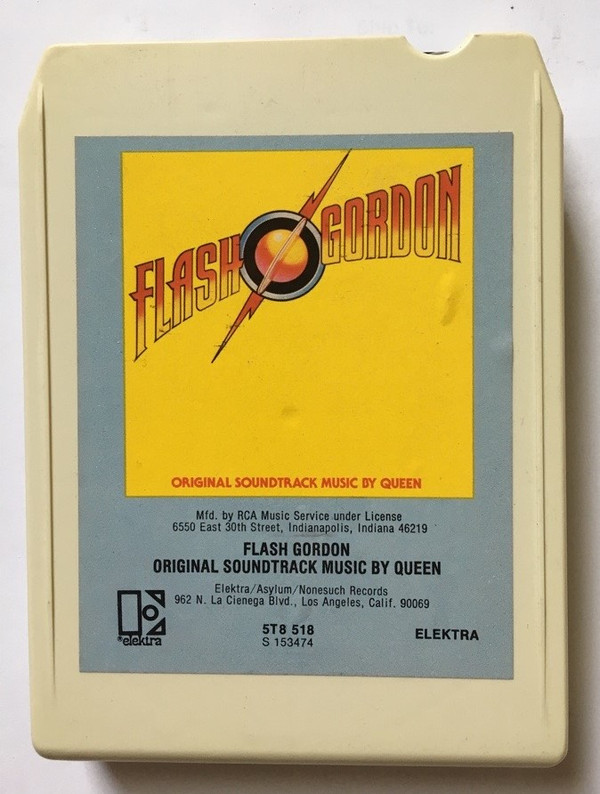 FLASH GORDON
ORIGINAL SOUNDTRACK MUSIC BY QUEEN
Mfd. by RCA Music Service under License
6550 East 30th Street, Indianapolis, Indiana 46219
FLASH GORDON
ORIGINAL SOUNDTRACK MUSIC BY QUEEN
Elektra/Asylum/Nonesuch Records
962 N. La Cienega Blvd., Los Angeles, Calif. 90069
®elektra
5T8 518
S 153474
ELEKTRA